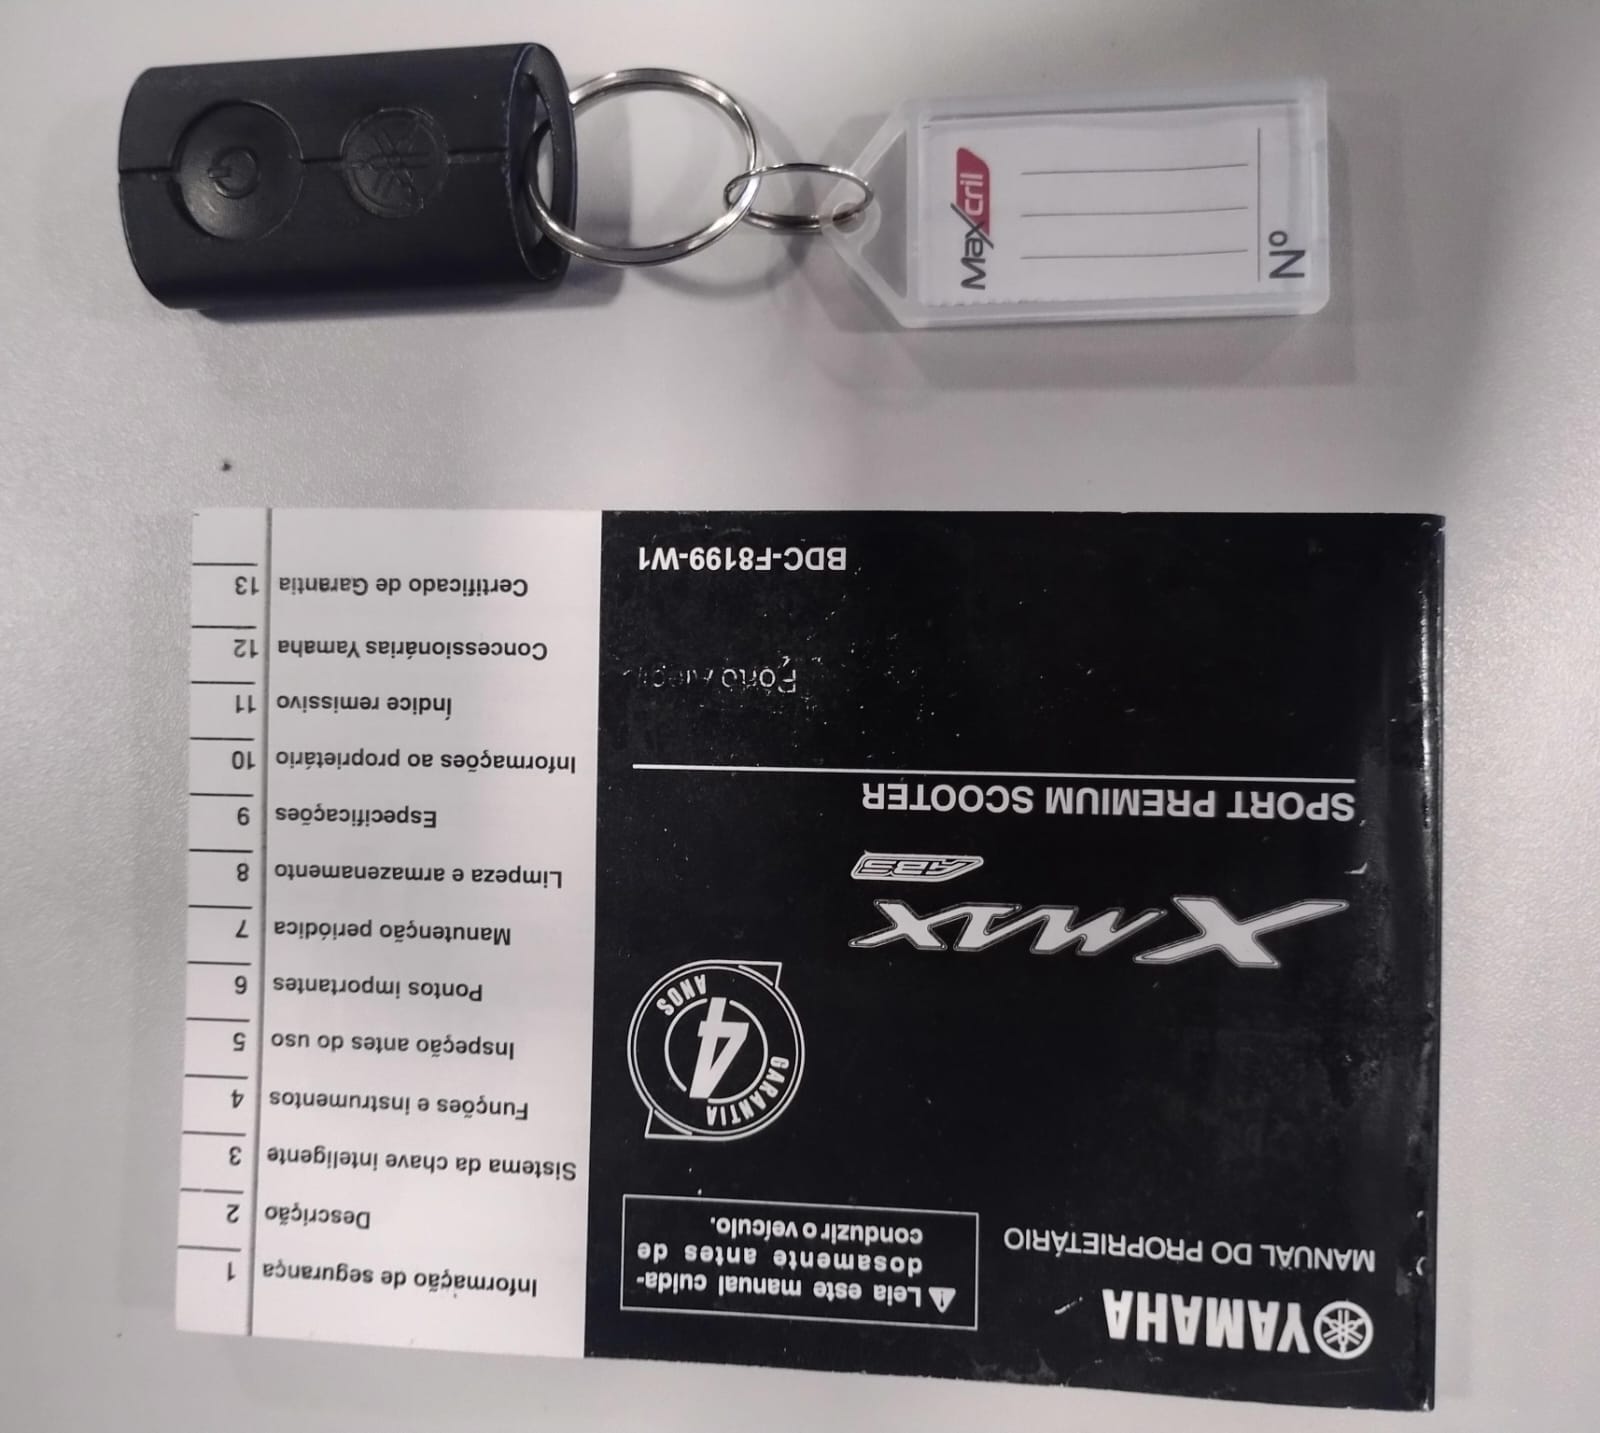 Maxcril
Nº
YAMAHA
MANUAL DO PROPRIETÁRIO
Leia este manual cuida-
dosamente antes de
conduzir o veículo.
GARANTIA
4
ANOS
XMAX
ABS
SPORT PREMIUM SCOOTER
Porto
BDC-F8199-W1
Informação de segurança 1
Descrição 2
Sistema da chave inteligente 3
Funções e instrumentos 4
Inspeção antes do uso 5
Pontos importantes 6
Manutenção periódica 7
Limpeza e armazenamento 8
Especificações 9
Informações ao proprietário 10
Índice remissivo 11
Concessionárias Yamaha 12
Certificado de Garantia 13